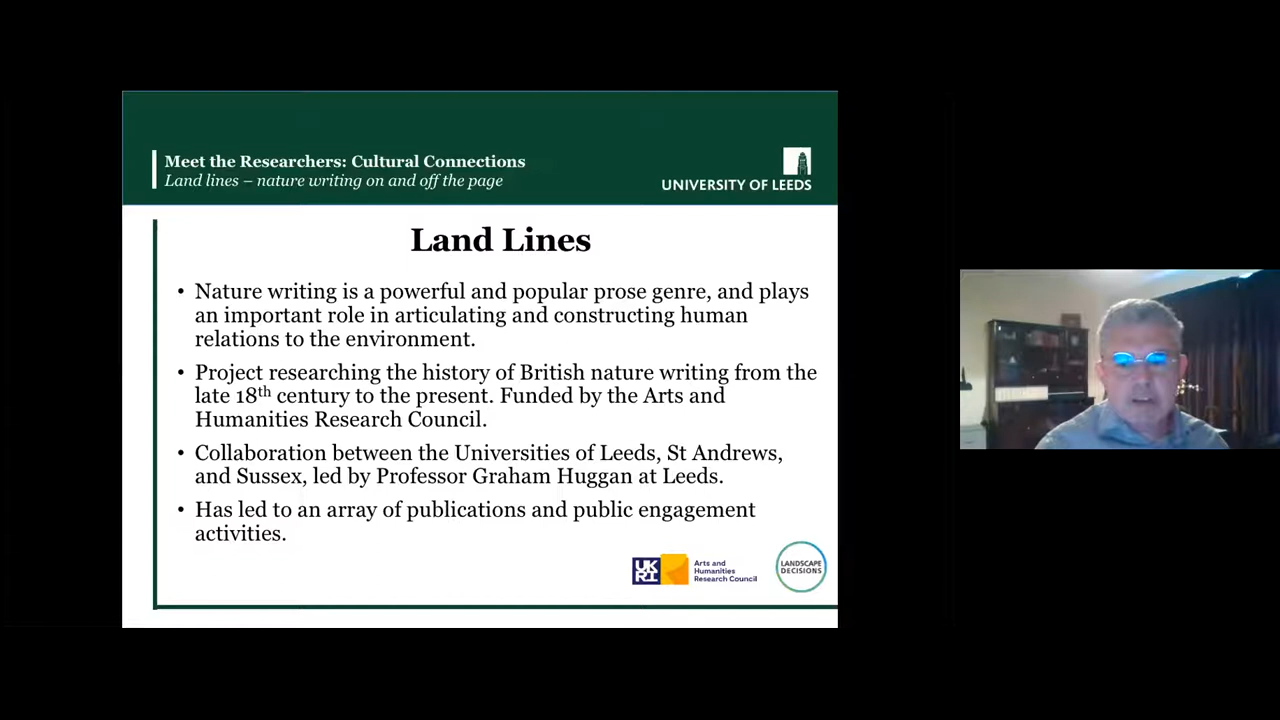 Meet the Researchers: Cultural Connections
Land lines – nature writing on and off the page
UNIVERSITY OF LEEDS
Land Lines
• Nature writing is a powerful and popular prose genre, and plays
an important role in articulating and constructing human
relations to the environment.
• Project researching the history of British nature writing from the
late 18th century to the present. Funded by the Arts and
Humanities Research Council.
• Collaboration between the Universities of Leeds, St Andrews,
and Sussex, led by Professor Graham Huggan at Leeds.
• Has led to an array of publications and public engagement
activities.
UK
RI
Arts and
Humanities
Research Council
LANDSCAPE
DECISIONS